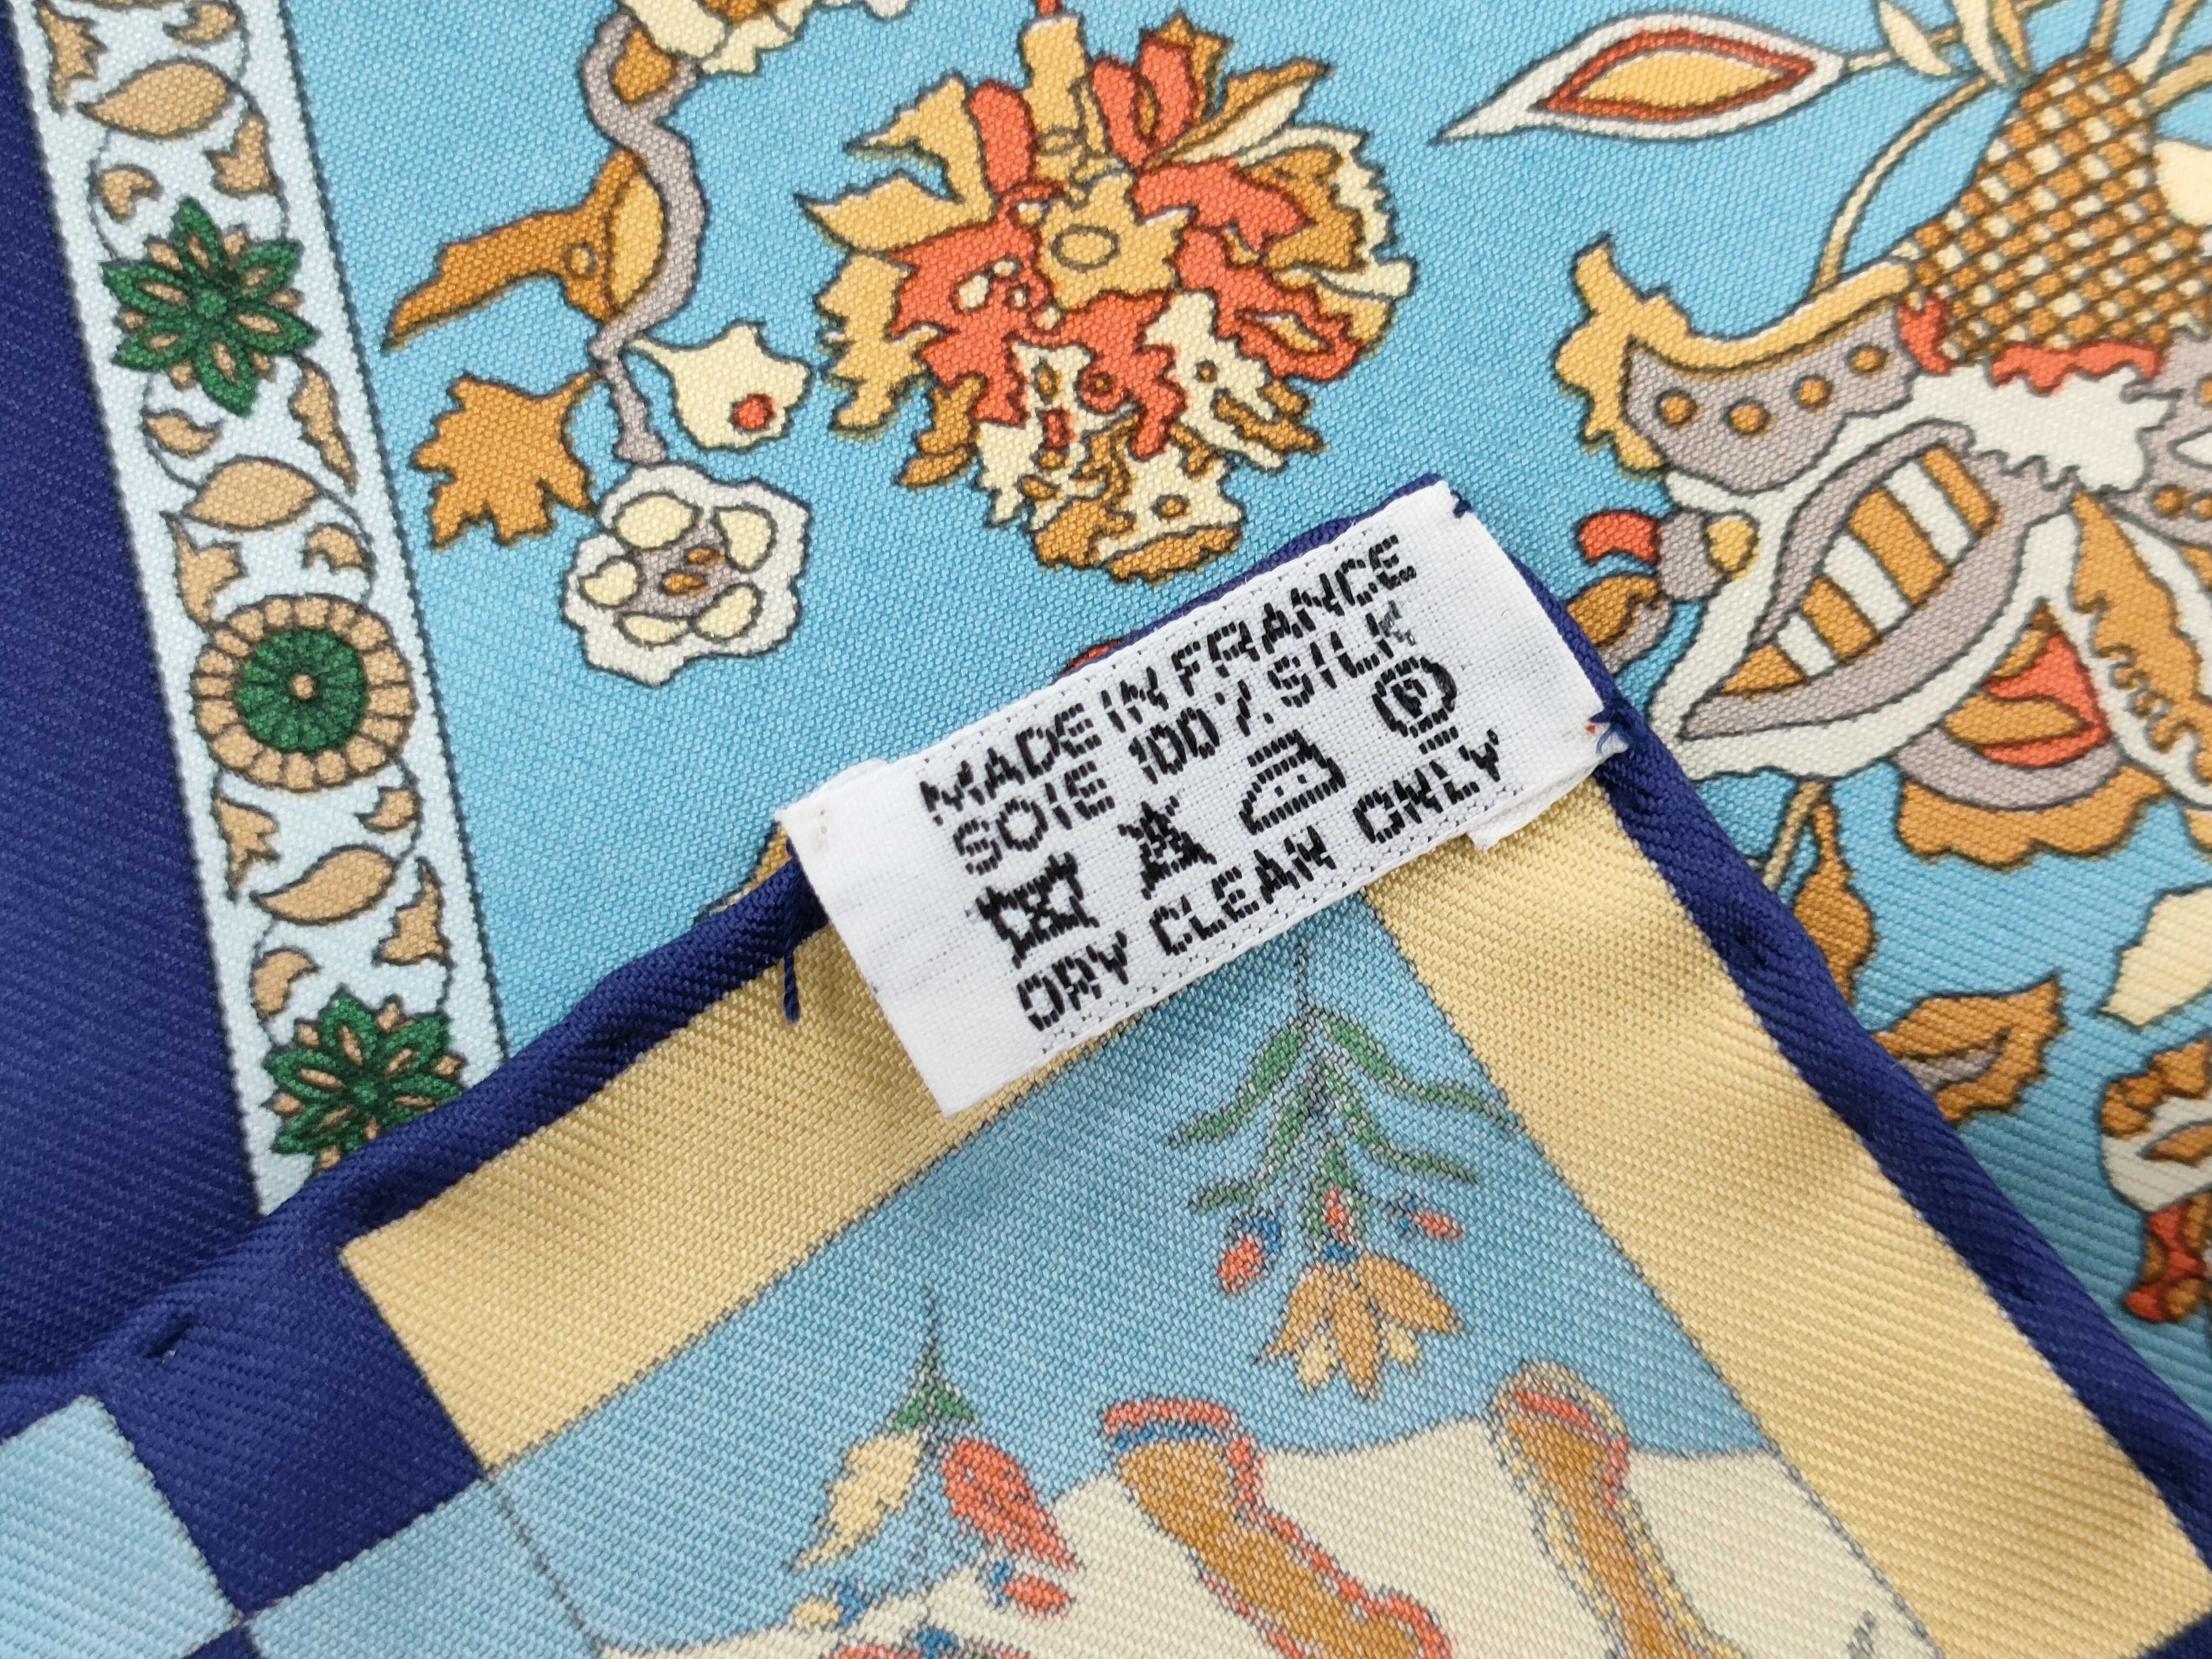 MADE IN FRANCE
SOIE 100% SILK
P
DRY CLEAN ONLY